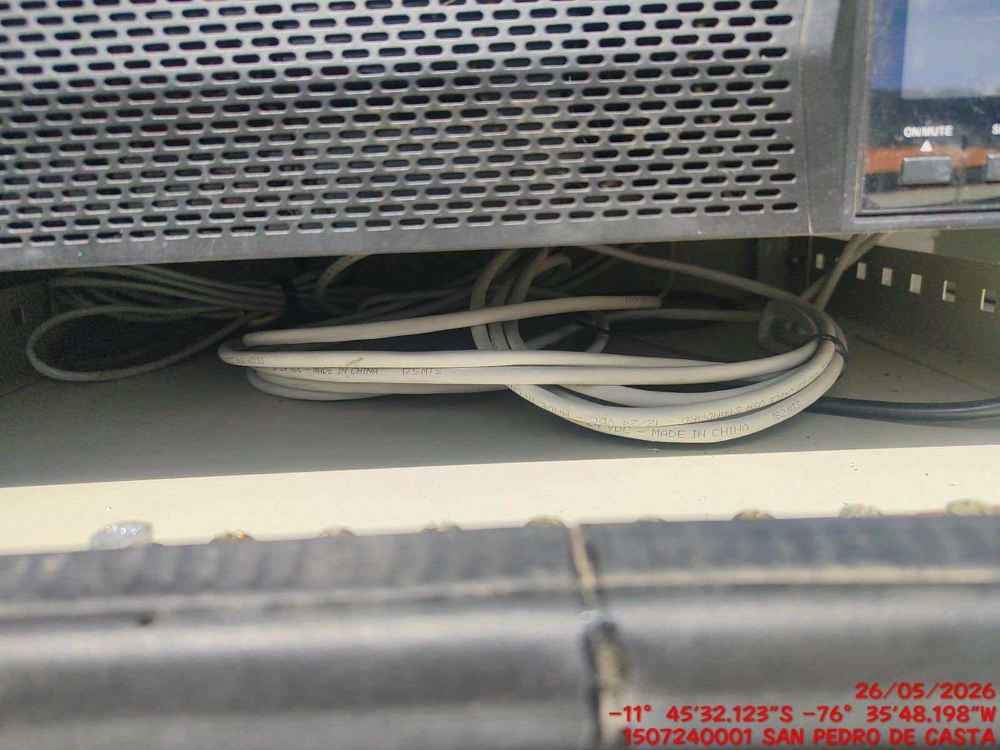 ON/MUTE
DIXON 9040
VDC - MADE IN CHINA 175 MTS
CABLE USA STANDARD - 12/24 VDC - MADE IN
24 VDC - MADE IN CHINA 182 MTS
26/05/2026
-11° 45'32.123"S -76° 35'48.198"W
1507240001 SAN PEDRO DE CASTA